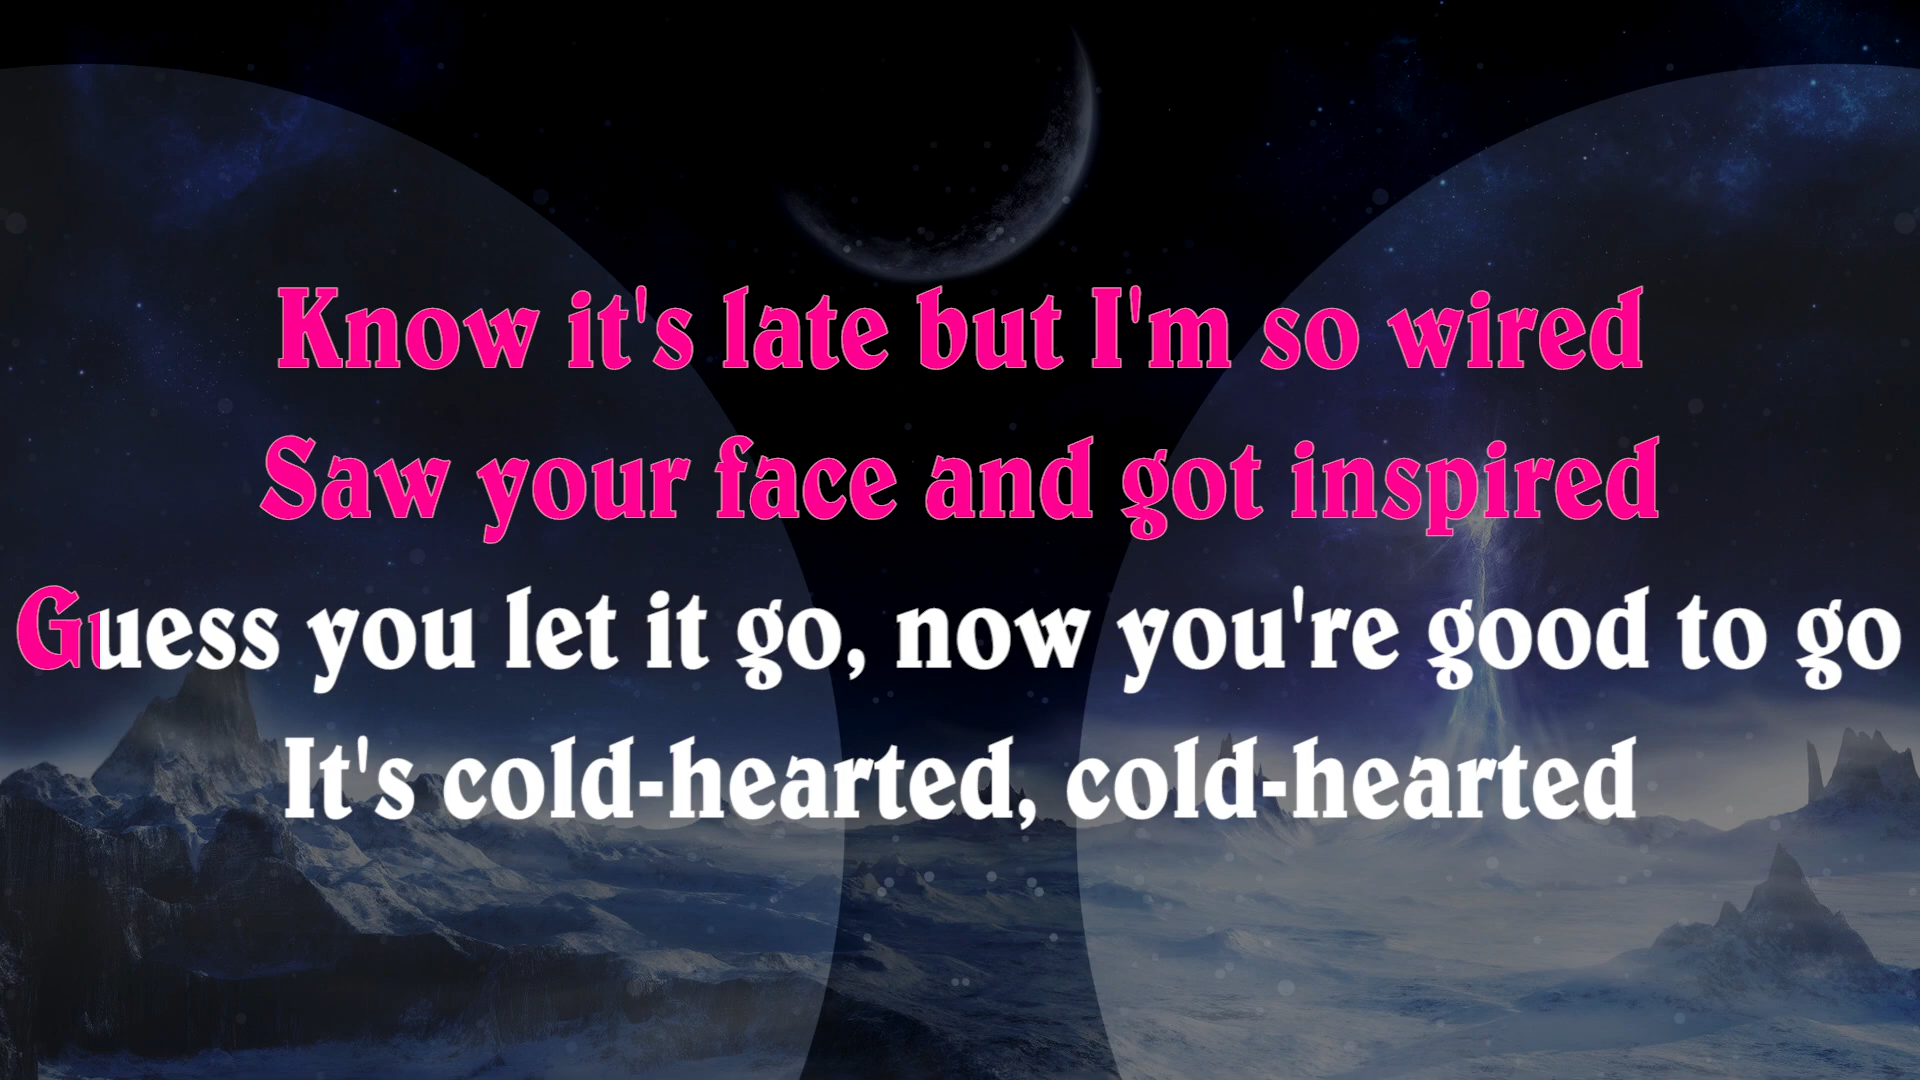 Know it's late but I'm so wired
Saw your face and got inspired
Guess you let it go, now you're good to go
It's cold-hearted, cold-hearted